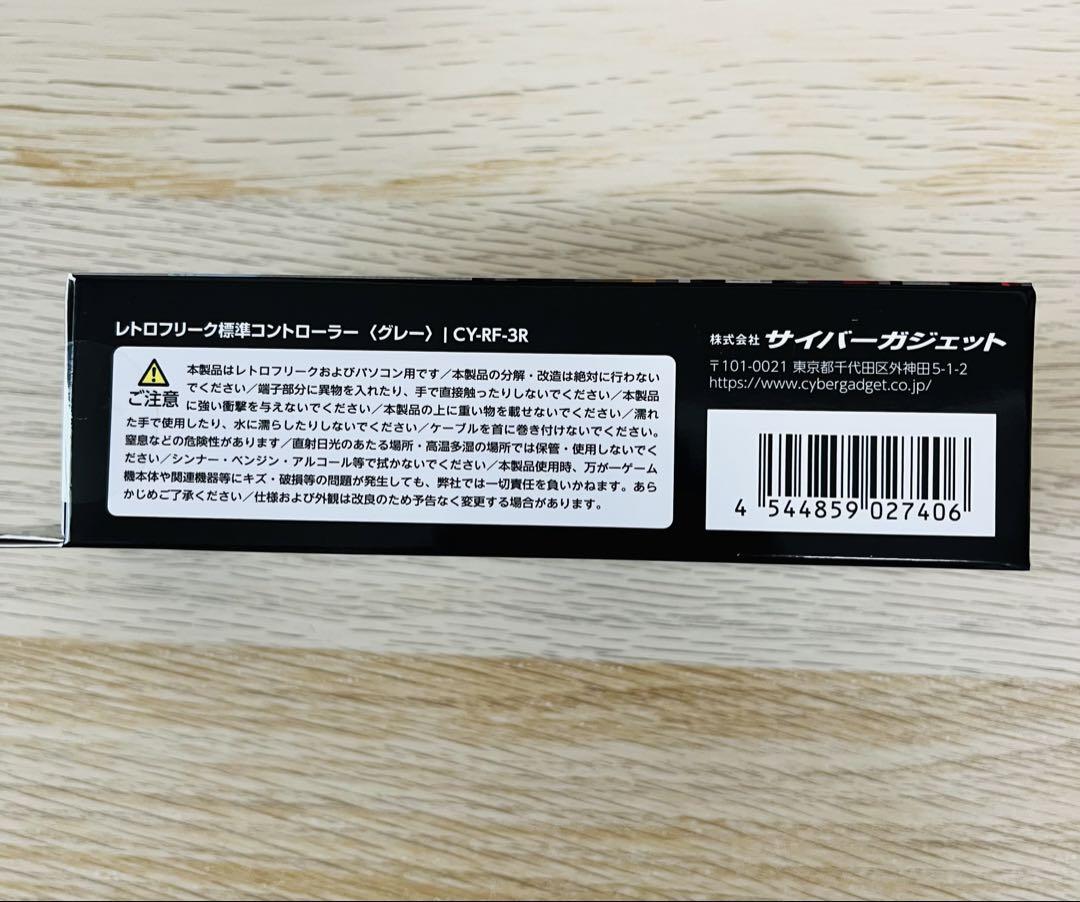 レトロフリーク標準コントローラー〈グレー〉| CY-RF-3R
ご注意
本製品はレトロフリークおよびパソコン用です／本製品の分解・改造は絶対に行わない
でください／端子部分に異物を入れたり、手で直接触ったりしないでください／本製品
に強い衝撃を与えないでください／本製品の上に重い物を載せないでください／濡れ
た手で使用したり、水に濡らしたりしないでください／ケーブルを首に巻き付けないでください。
窒息などの危険性があります／直射日光のあたる場所・高温多湿の場所では保管・使用しないでく
ださい／シンナー・ベンジン・アルコール等で拭かないでください／本製品使用時、万が一ゲーム
機本体や関連機器等にキズ・破損等の問題が発生しても、弊社では一切責任を負いかねます。あら
かじめご了承ください／仕様および外観は改良のため予告なく変更する場合があります。
株式会社 サイバーガジェット
〒101-0021 東京都千代田区外神田5-1-2
https://www.cybergadget.co.jp/
4 544859 027406